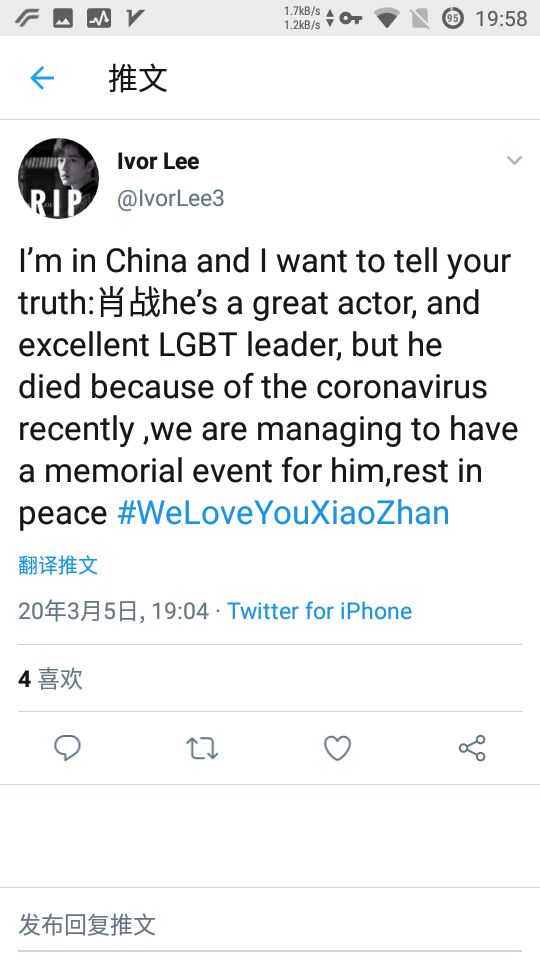 1.7kB/s
1.2kB/s
95
19:58
推文
RIP
Ivor Lee
@IvorLee3
I’m in China and I want to tell your
truth:肖战he’s a great actor, and
excellent LGBT leader, but he
died because of the coronavirus
recently ,we are managing to have
a memorial event for him,rest in
peace #WeLoveYouXiaoZhan
翻译推文
20年3月5日, 19:04 · Twitter for iPhone
4 喜欢
发布回复推文